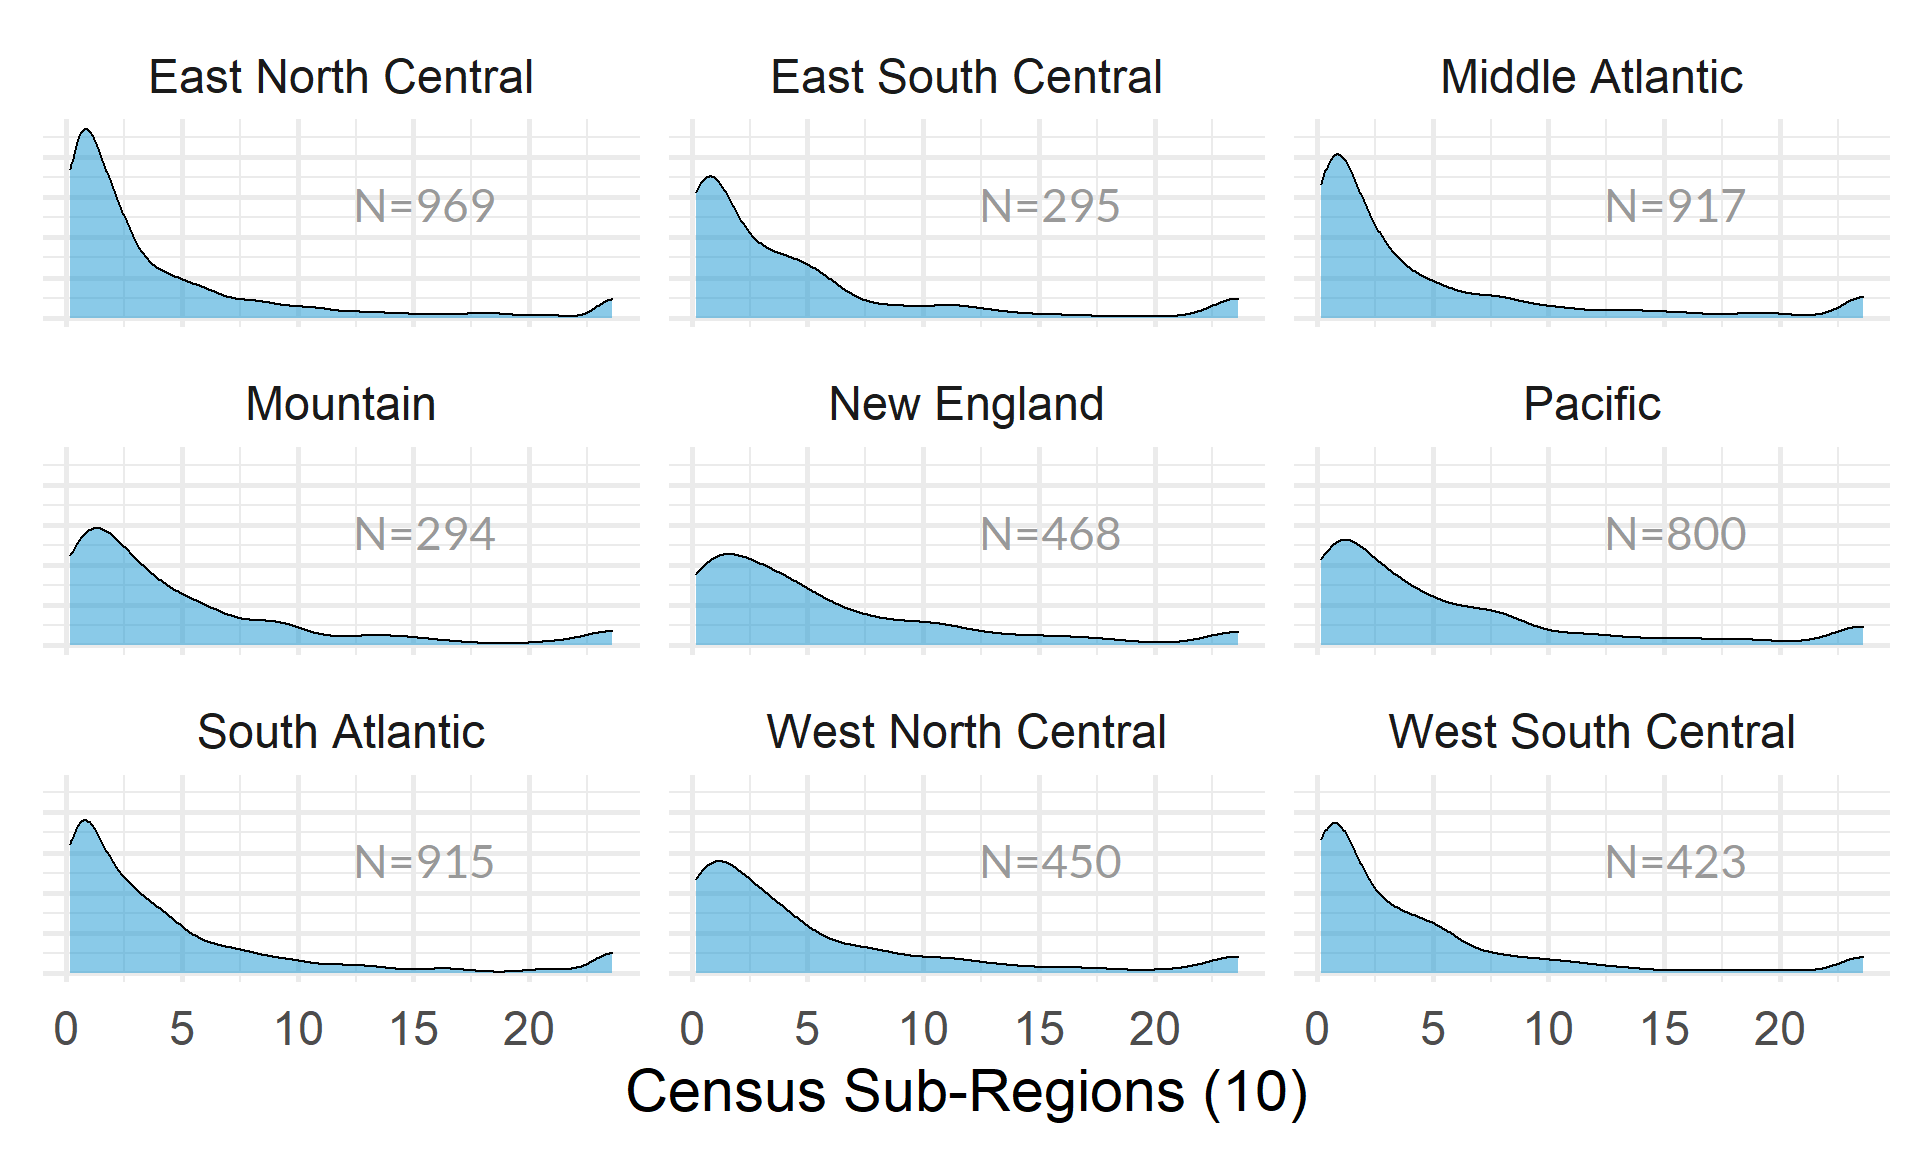 East North Central East South Central Middle Atlantic
N=969 N=295 N=917
Mountain New England Pacific
N=294 N=468 N=800
South Atlantic West North Central West South Central
N=915 N=450 N=423
0 5 10 15 20 0 5 10 15 20 0 5 10 15 20
Census Sub-Regions (10)